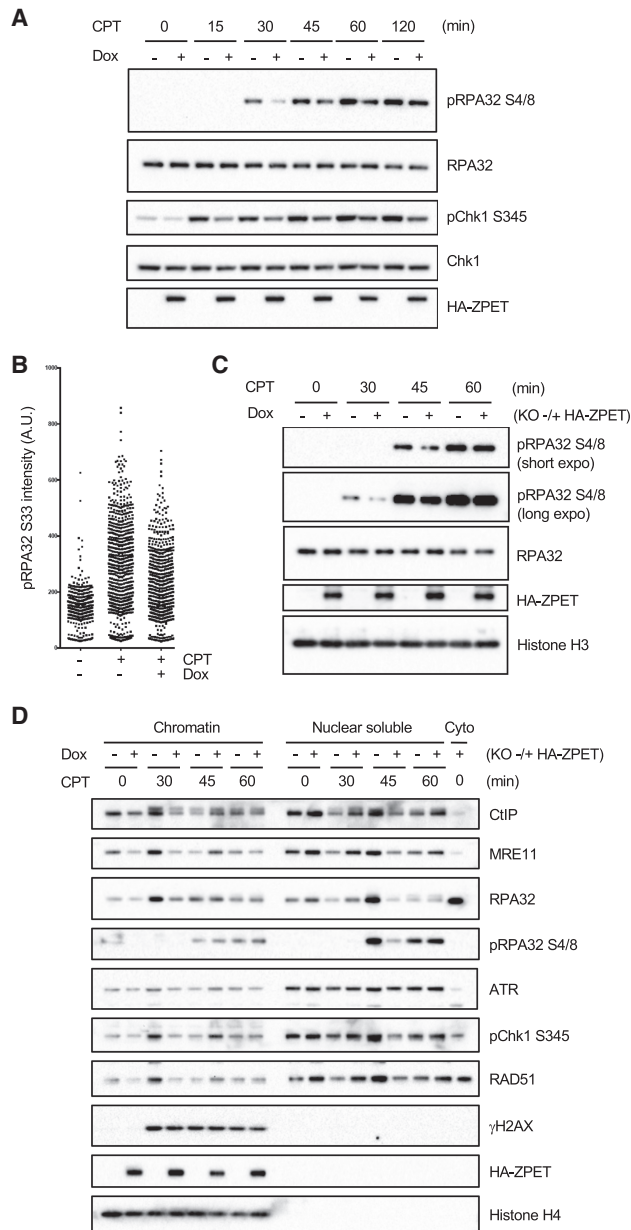 A
CPT 0 15 30 45 60 120 (min)
Dox - + - + - + - + - + - +
pRPA32 S4/8
RPA32
pChk1 S345
Chk1
HA-ZPET
B
pRPA32 S33 intensity (A.U.)
1000
800
600
400
200
0
- + + CPT
- - + Dox
C
CPT 0 30 45 60 (min)
Dox - + - + - + - + (KO -/+ HA-ZPET)
pRPA32 S4/8
(short expo)
pRPA32 S4/8
(long expo)
RPA32
HA-ZPET
Histone H3
D
Chromatin Nuclear soluble Cyto
Dox - + - + - + - + - + - + - + - + + (KO -/+ HA-ZPET)
CPT 0 30 45 60 0 30 45 60 0 (min)
CtIP
MRE11
RPA32
pRPA32 S4/8
ATR
pChk1 S345
RAD51
γH2AX
HA-ZPET
Histone H4